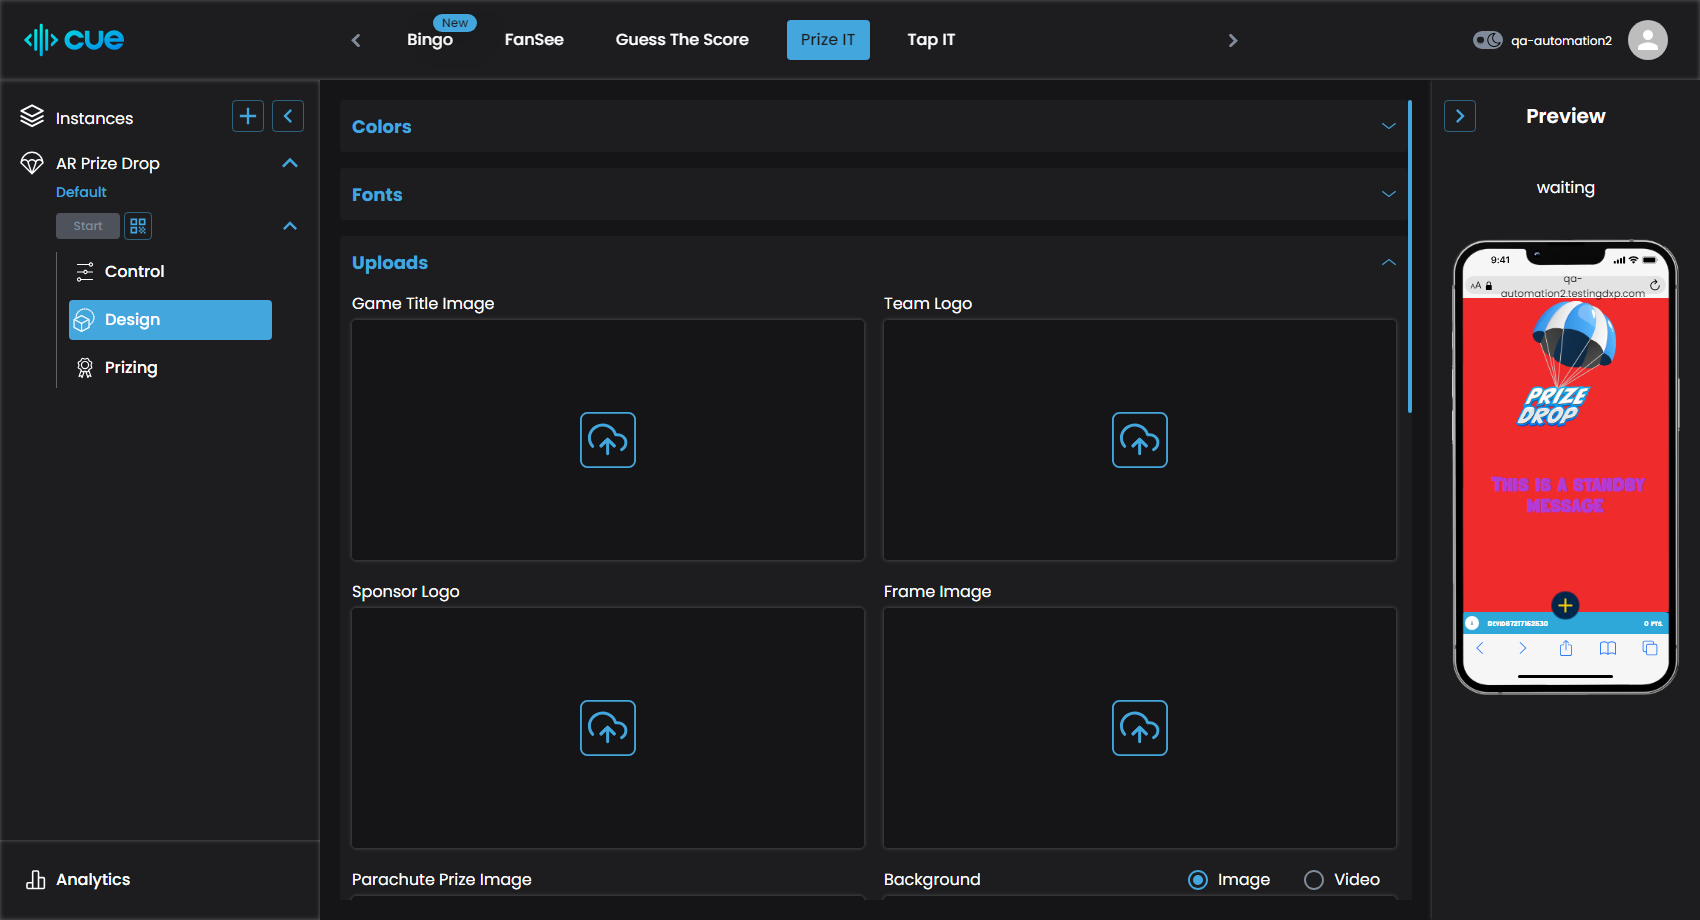 cue
New
Bingo
FanSee
Guess The Score
Prize IT
Tap IT
qa-automation2
Instances
AR Prize Drop
Default
Start
Control
Design
Prizing
Analytics
Colors
Fonts
Uploads
Game Title Image
Team Logo
Sponsor Logo
Frame Image
Parachute Prize Image
Background
Image
Video
Preview
waiting
9:41
AA
qa-
automation2.testingdxp.com
PRIZE
DROP
THIS IS A STANDBY
MESSAGE
0 PTS.